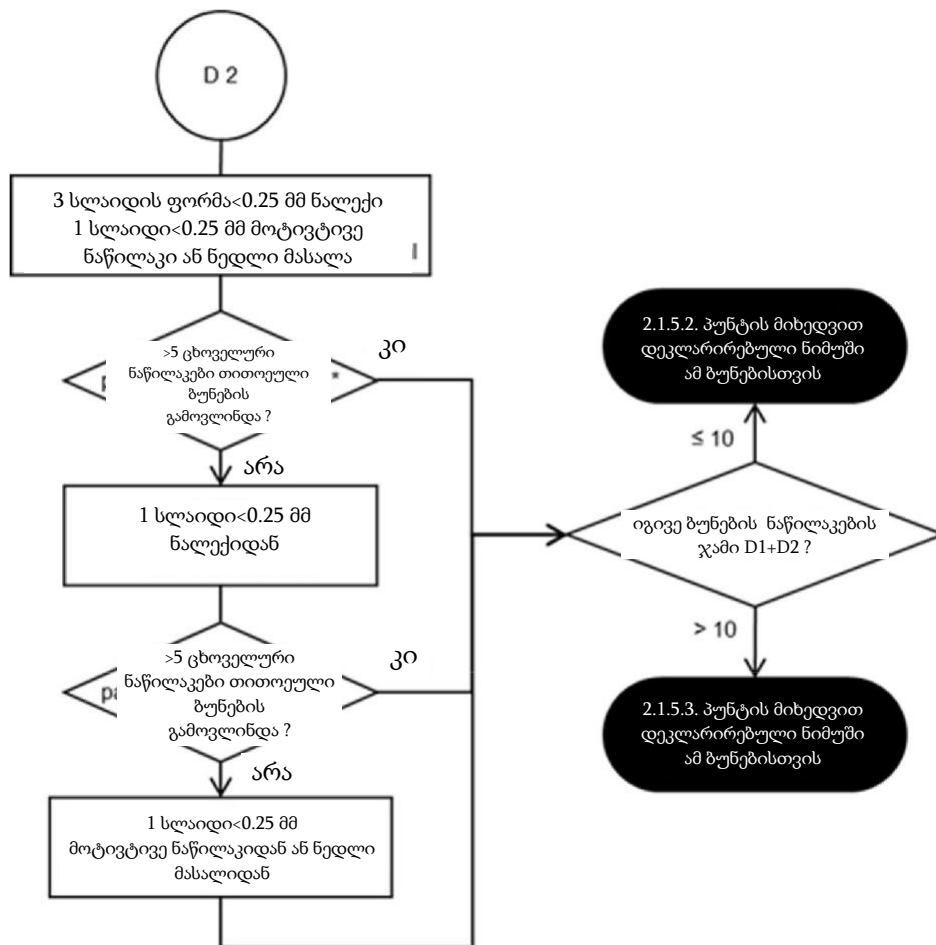 D 2
3 სლაიდის ფორმა<0.25 მმ ნალექი
1 სლაიდი<0.25 მმ მოტივტივე
ნაწილაკი ან ნედლი მასალა
>5 ცხოველური
ნაწილაკები თითოეული *
ბუნების
გამოვლინდა ?
კი
არა
1 სლაიდი<0.25 მმ
ნალექიდან
>5 ცხოველური
ნაწილაკები თითოეული
ბუნების
გამოვლინდა ?
კი
არა
1 სლაიდი<0.25 მმ
მოტივტივე ნაწილაკიდან ან ნედლი
მასალიდან
2.1.5.2. პუნტის მიხედვით
დეკლარირებული ნიმუში
ამ ბუნებისთვის
≤ 10
იგივე ბუნების ნაწილაკების
ჯამი D1+D2 ?
> 10
2.1.5.3. პუნტის მიხედვით
დეკლარირებული ნიმუში
ამ ბუნებისთვის